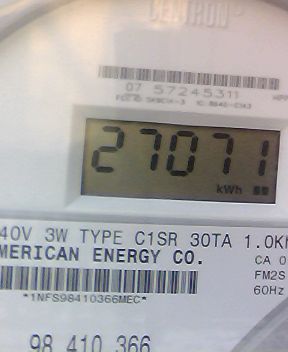 CENTRON®
07 57245311
27071
kWh
40V 3W TYPE C1SR 30TA 1.0K
MERICAN ENERGY CO.
CA 0
FM2S
*1NFS98410366MEC*
60Hz
98 410 366